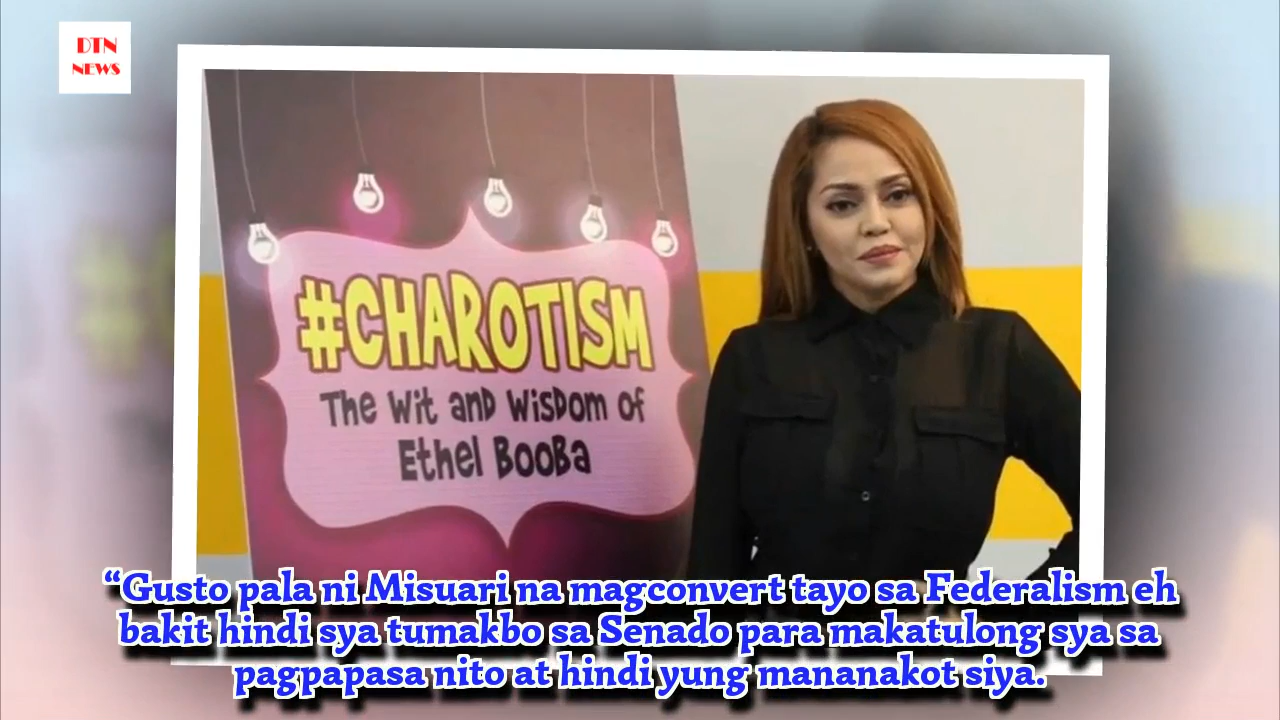 DTN
NEWS
#CHAROTISM
The Wit and Wisdom of
Ethel BooBa
“Gusto pala ni Misuari na magconvert tayo sa Federalism eh
bakit hindi sya tumakbo sa Senado para makatulong sya sa
pagpapasa nito at hindi yung mananakot siya.